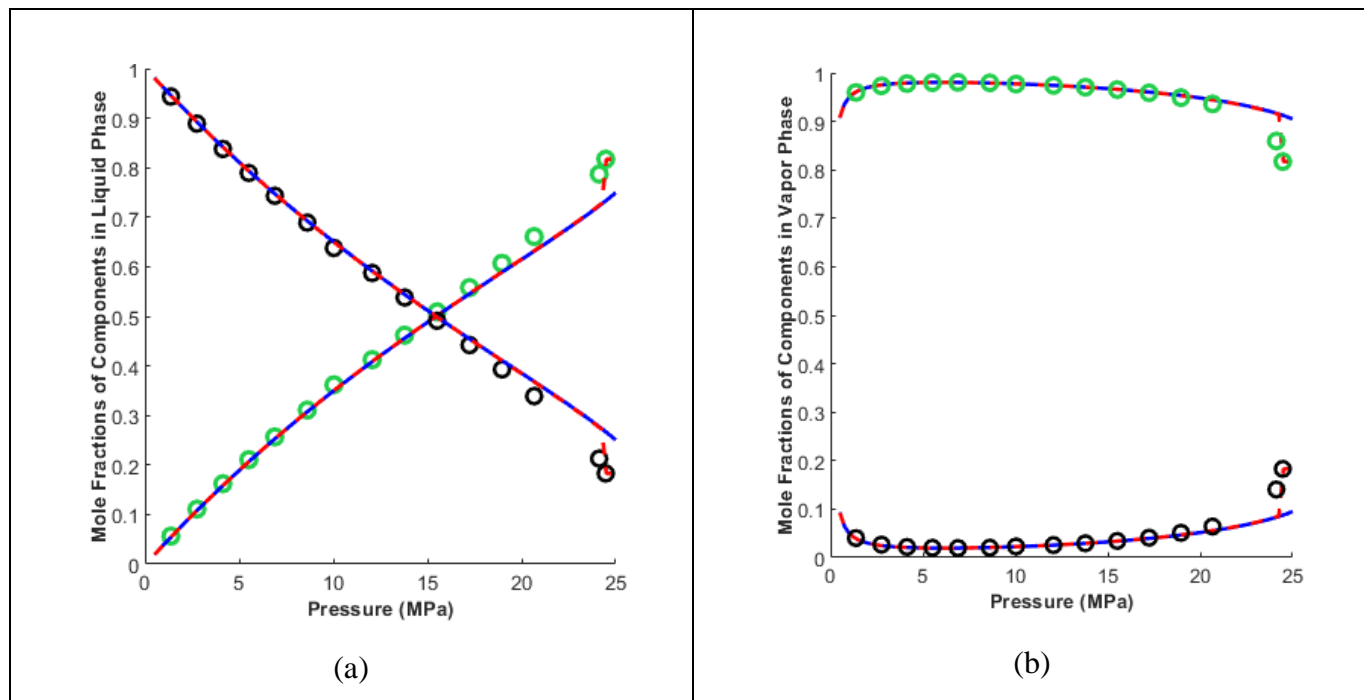 Mole Fractions of Components in Liquid Phase
1
0.9
0.8
0.7
0.6
0.5
0.4
0.3
0.2
0.1
0
0 5 10 15 20 25
Pressure (MPa)
(a)
Mole Fractions of Components in Vapor Phase
1
0.9
0.8
0.7
0.6
0.5
0.4
0.3
0.2
0.1
0
0 5 10 15 20 25
Pressure (MPa)
(b)